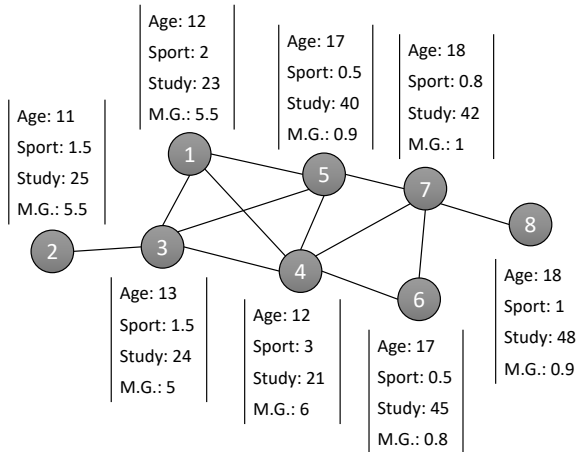 Age: 12
Sport: 2
Study: 23
M.G.: 5.5
Age: 17
Sport: 0.5
Study: 40
M.G.: 0.9
Age: 18
Sport: 0.8
Study: 42
M.G.: 1
Age: 11
Sport: 1.5
Study: 25
M.G.: 5.5
1
5
7
8
2
3
4
6
Age: 13
Sport: 1.5
Study: 24
M.G.: 5
Age: 12
Sport: 3
Study: 21
M.G.: 6
Age: 17
Sport: 0.5
Study: 45
M.G.: 0.8
Age: 18
Sport: 1
Study: 48
M.G.: 0.9